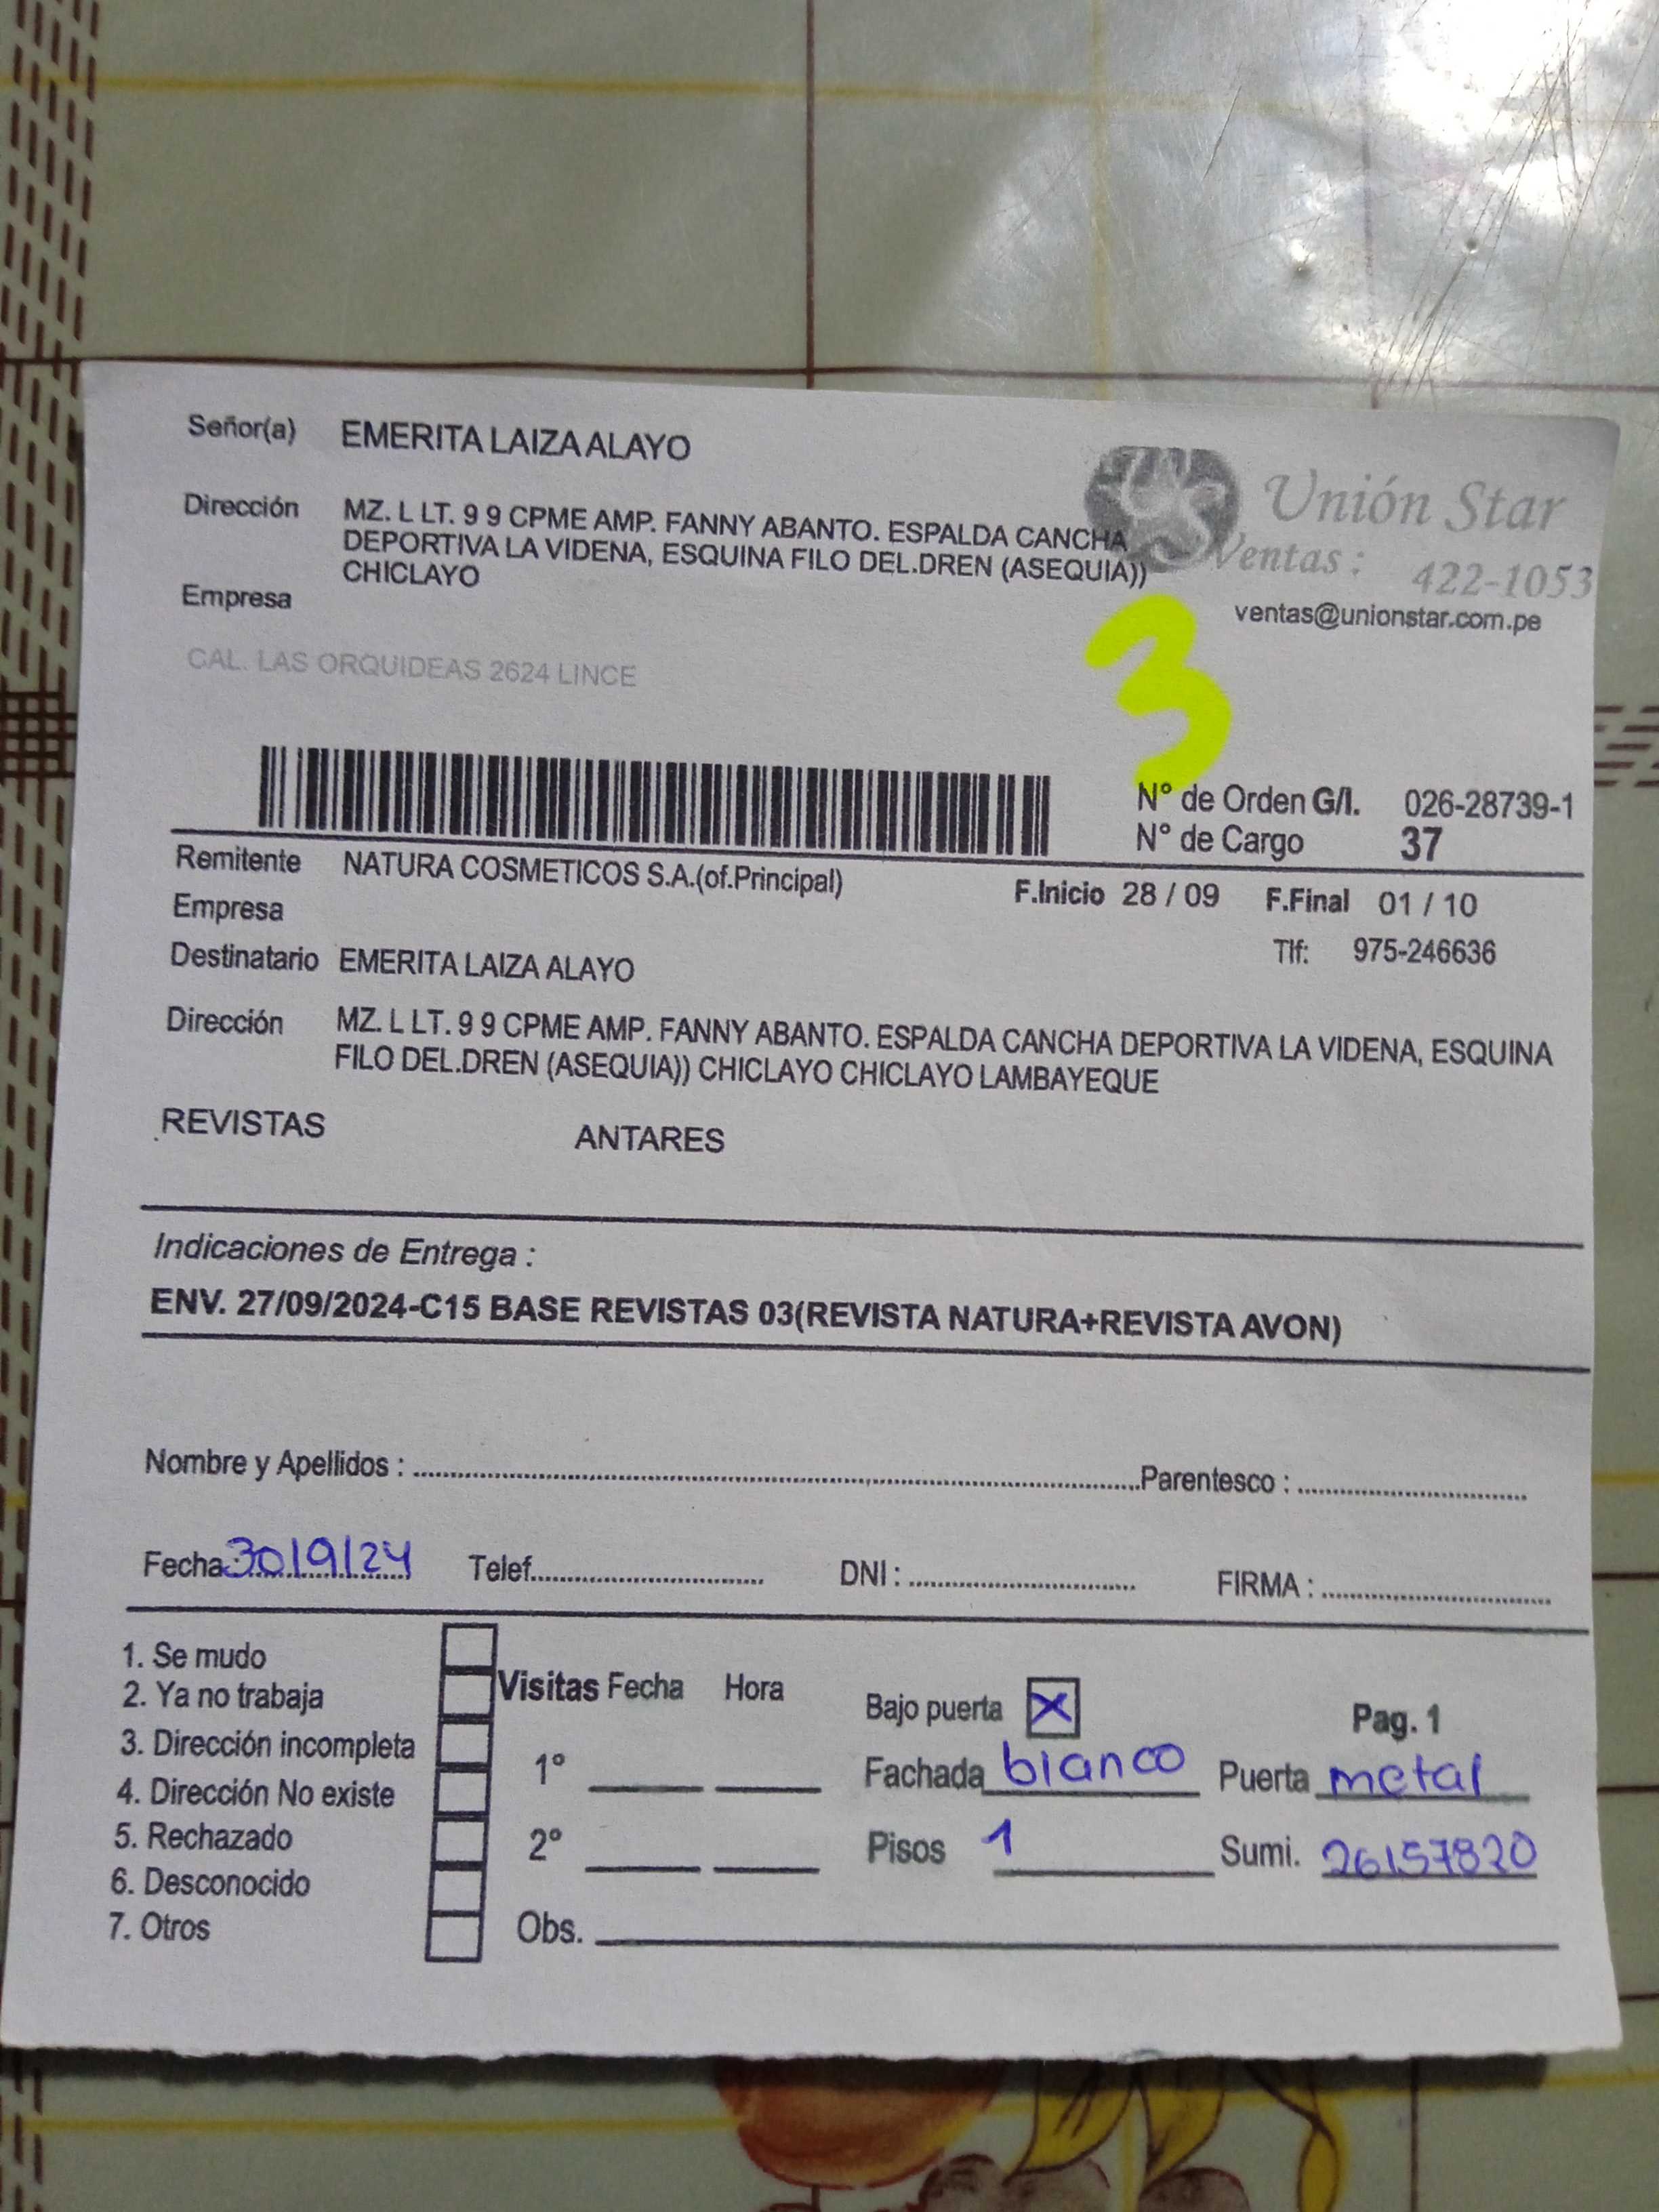 Señor(a) EMERITA LAIZA ALAYO
Dirección MZ. L LT. 9 9 CPME AMP. FANNY ABANTO. ESPALDA CANCHA
DEPORTIVA LA VIDENA, ESQUINA FILO DEL.DREN (ASEQUIA))
CHICLAYO
Empresa
CAL. LAS ORQUIDEAS 2624 LINCE
US Unión Star
Ventas : 422-1053
ventas@unionstar.com.pe
3
N° de Orden G/I. 026-28739-1
N° de Cargo 37
Remitente NATURA COSMETICOS S.A.(of.Principal)
F.Inicio 28 / 09 F.Final 01 / 10
Empresa
Tlf: 975-246636
Destinatario EMERITA LAIZA ALAYO
Dirección MZ. L LT. 9 9 CPME AMP. FANNY ABANTO. ESPALDA CANCHA DEPORTIVA LA VIDENA, ESQUINA
FILO DEL.DREN (ASEQUIA)) CHICLAYO CHICLAYO LAMBAYEQUE
REVISTAS ANTARES
Indicaciones de Entrega :
ENV. 27/09/2024-C15 BASE REVISTAS 03(REVISTA NATURA+REVISTA AVON)
Nombre y Apellidos : Parentesco :
Fecha: 30/9/24 Telef. DNI : FIRMA :
1. Se mudo
2. Ya no trabaja
3. Dirección incompleta
4. Dirección No existe
5. Rechazado
6. Desconocido
7. Otros
Visitas Fecha Hora
1°
2°
Obs.
Bajo puerta X Pag. 1
Fachada blanco Puerta metal
Pisos 1 Sumi. 26157820